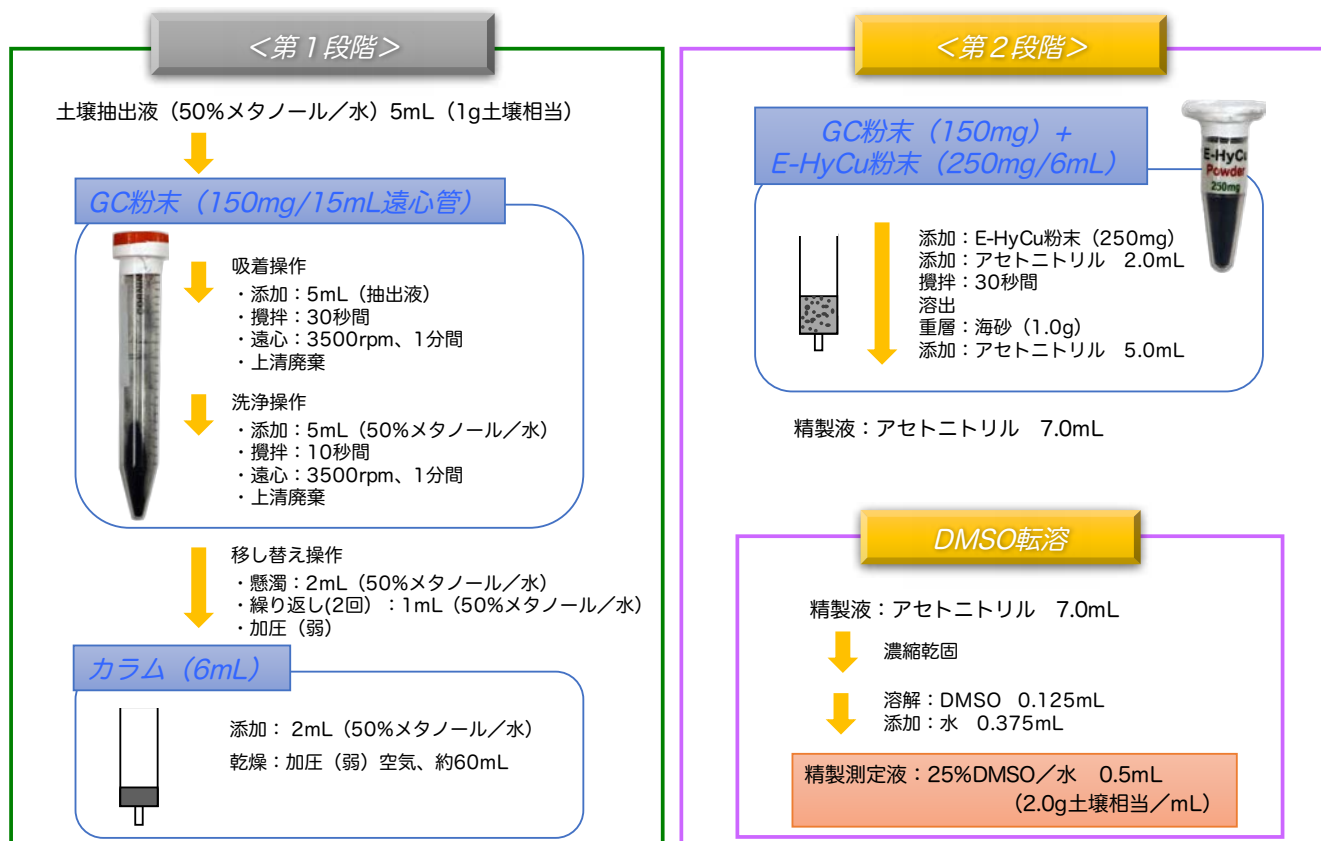 ＜第１段階＞
土壌抽出液（50%メタノール／水）5mL（1g土壌相当）
GC粉末（150mg/15mL遠心管）
吸着操作
・添加：5mL（抽出液）
・攪拌：30秒間
・遠心：3500rpm、1分間
・上清廃棄
洗浄操作
・添加：5mL（50%メタノール／水）
・攪拌：10秒間
・遠心：3500rpm、1分間
・上清廃棄
移し替え操作
・懸濁：2mL（50%メタノール／水）
・繰り返し(2回）：1mL（50%メタノール／水）
・加圧（弱）
カラム（6mL）
添加： 2mL（50%メタノール／水）
乾燥：加圧（弱）空気、約60mL
＜第２段階＞
GC粉末（150mg）+
E-HyCu粉末（250mg/6mL）
E-HyCu
Powder
250mg
添加：E-HyCu粉末（250mg）
添加：アセトニトリル　2.0mL
攪拌：30秒間
溶出
重層：海砂（1.0g）
添加：アセトニトリル　5.0mL
精製液：アセトニトリル　7.0mL
DMSO転溶
精製液：アセトニトリル　7.0mL
濃縮乾固
溶解：DMSO　0.125mL
添加：水　0.375mL
精製測定液：25%DMSO／水　0.5mL
（2.0g土壌相当／mL）